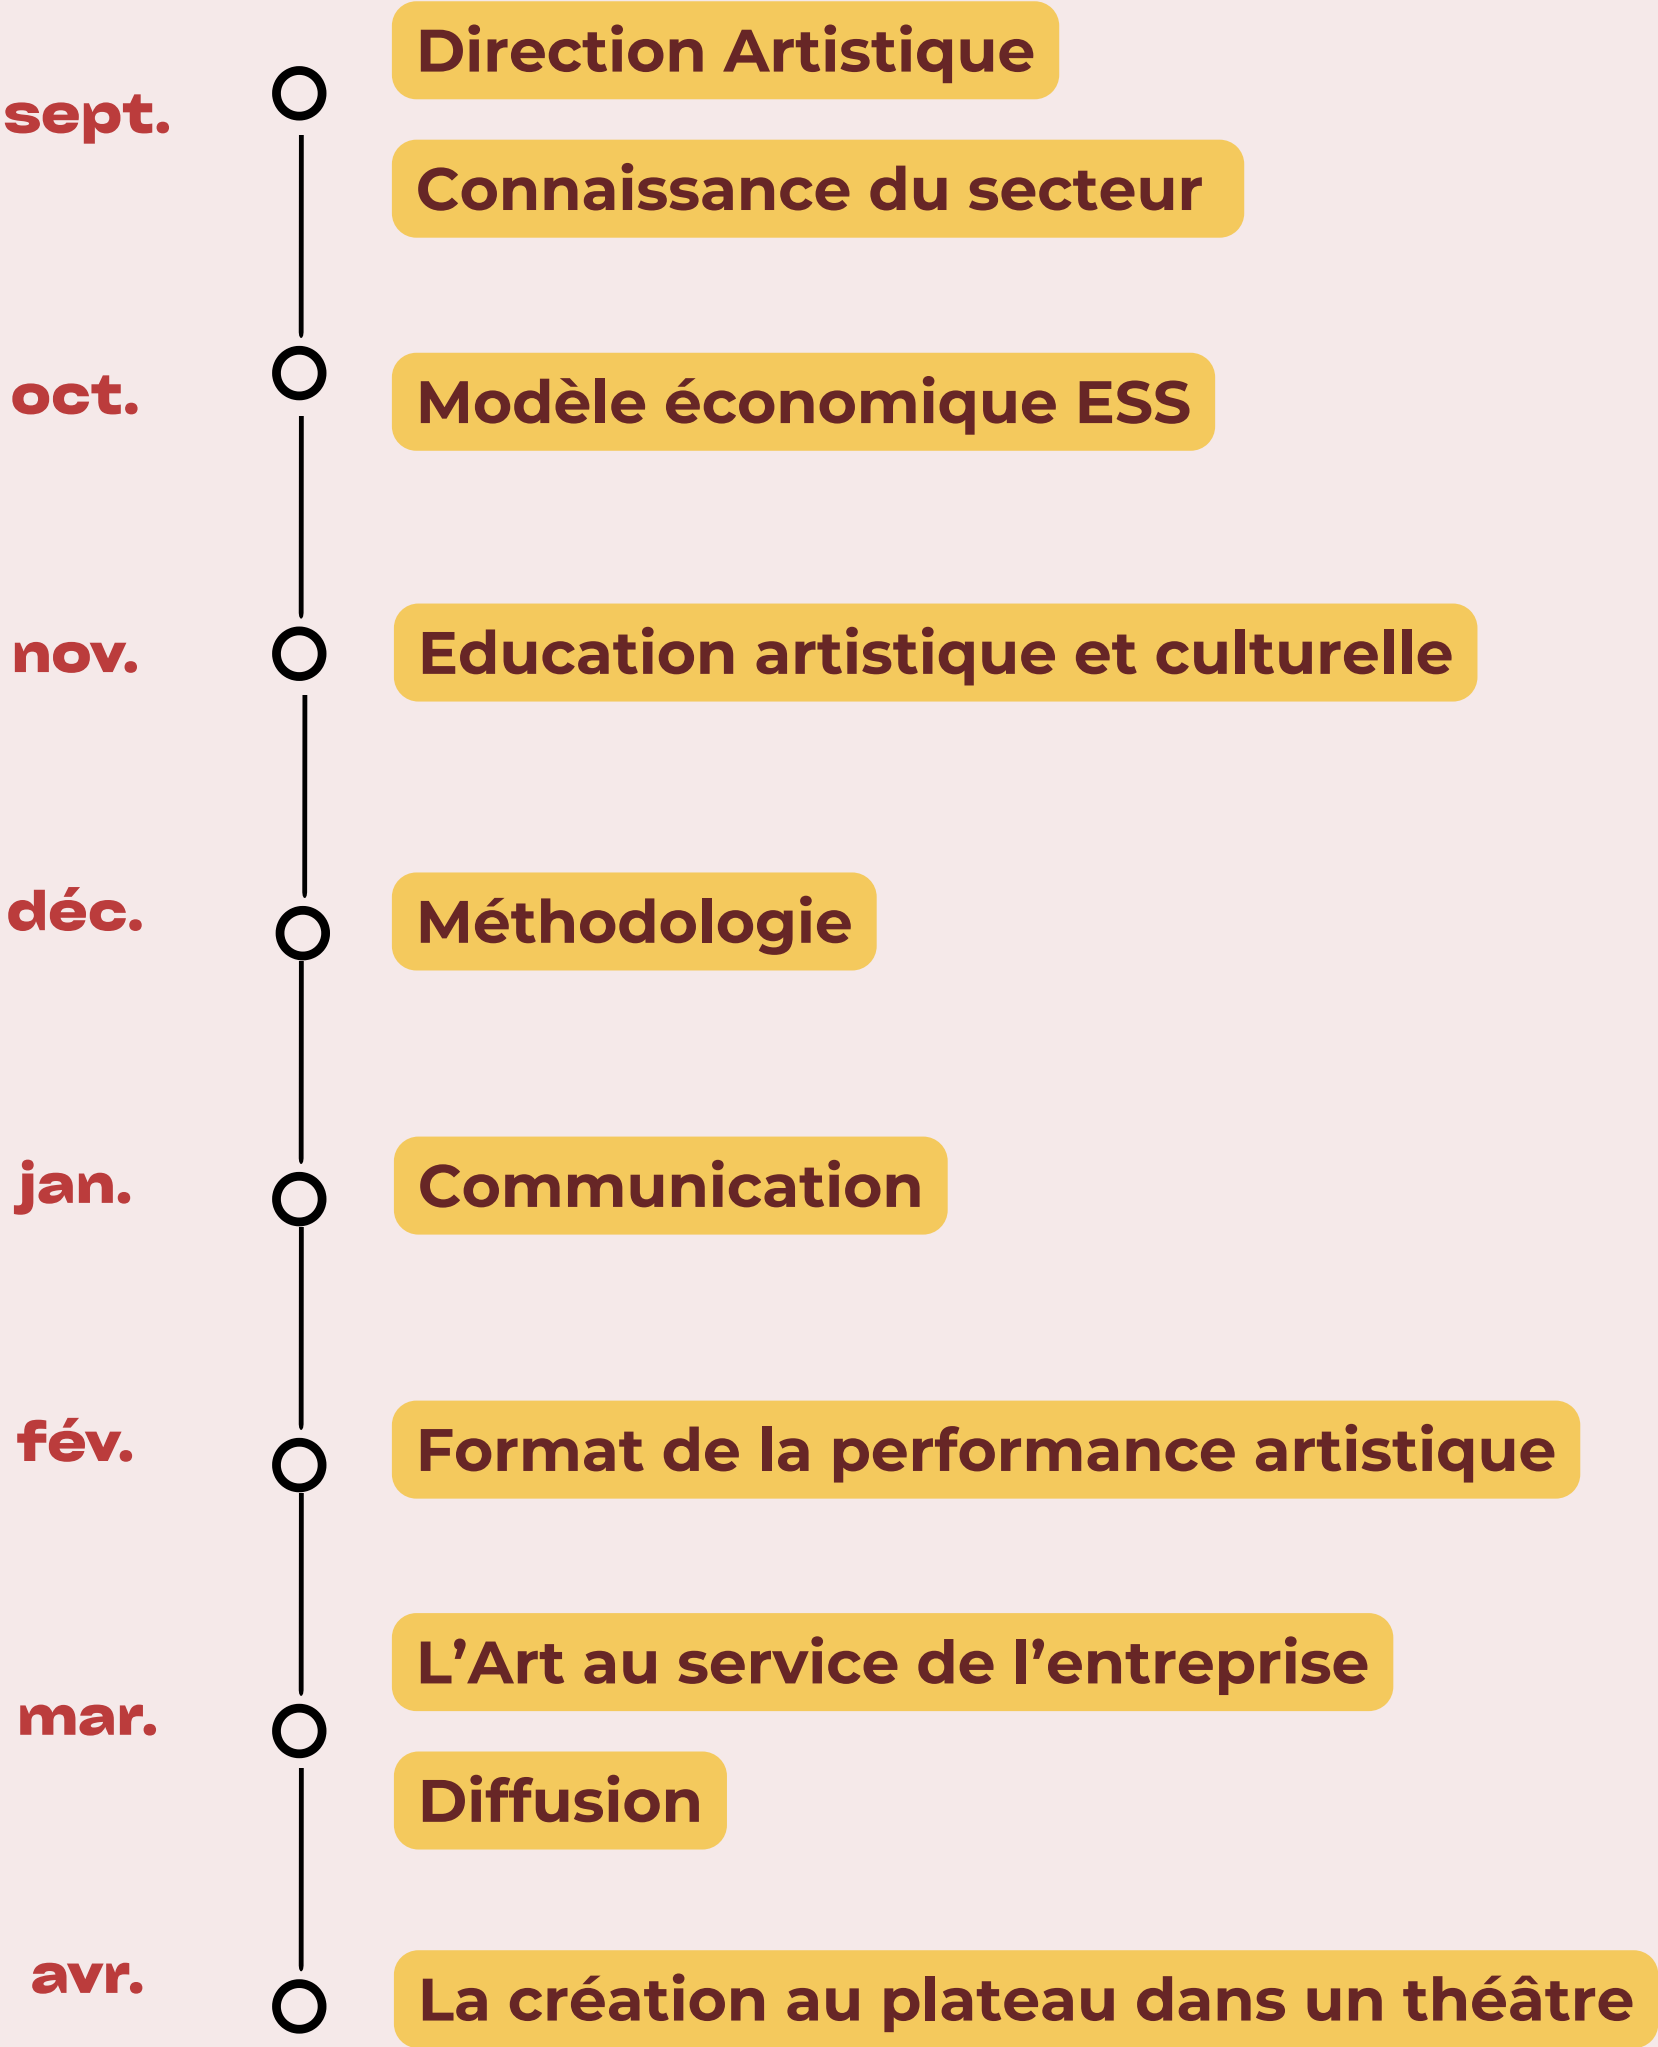 sept.
Direction Artistique
Connaissance du secteur
oct.
Modèle économique ESS
nov.
Education artistique et culturelle
déc.
Méthodologie
jan.
Communication
fév.
Format de la performance artistique
mar.
L’Art au service de l’entreprise
Diffusion
avr.
La création au plateau dans un théâtre